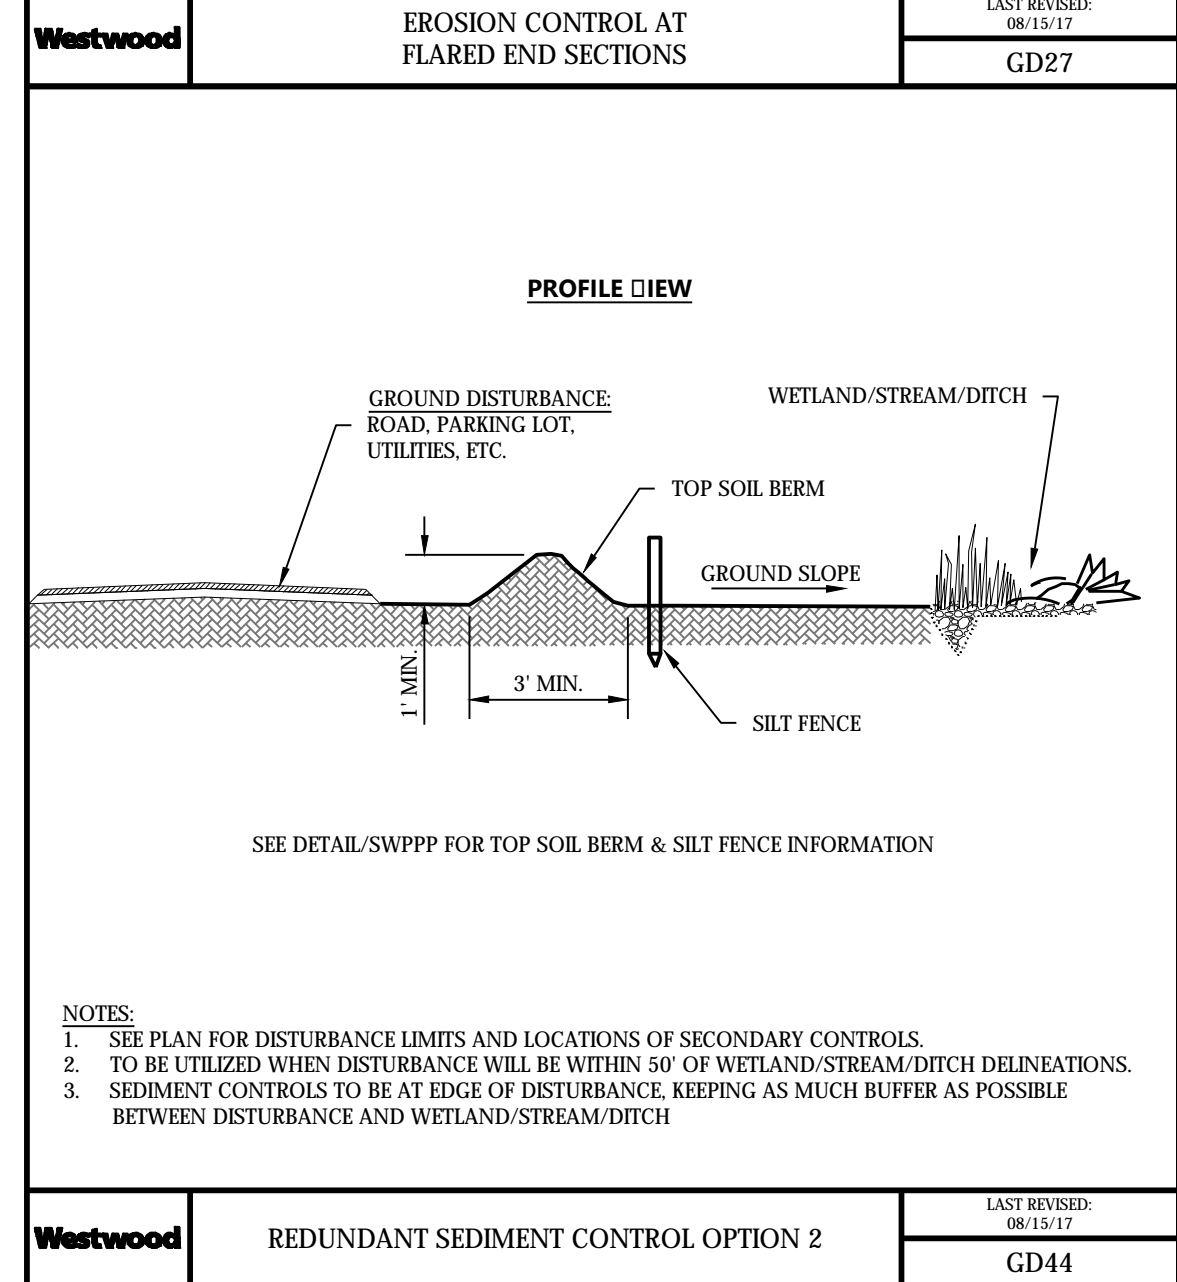 LAST REVISED:
08/15/17
Westwood
EROSION CONTROL AT
FLARED END SECTIONS
GD27
PROFILE ▯IEW
GROUND DISTURBANCE:
ROAD, PARKING LOT,
UTILITIES, ETC.
WETLAND/STREAM/DITCH
TOP SOIL BERM
GROUND SLOPE
1' MIN.
3' MIN.
SILT FENCE
SEE DETAIL/SWPPP FOR TOP SOIL BERM & SILT FENCE INFORMATION
NOTES:
1. SEE PLAN FOR DISTURBANCE LIMITS AND LOCATIONS OF SECONDARY CONTROLS.
2. TO BE UTILIZED WHEN DISTURBANCE WILL BE WITHIN 50' OF WETLAND/STREAM/DITCH DELINEATIONS.
3. SEDIMENT CONTROLS TO BE AT EDGE OF DISTURBANCE, KEEPING AS MUCH BUFFER AS POSSIBLE
BETWEEN DISTURBANCE AND WETLAND/STREAM/DITCH
Westwood
REDUNDANT SEDIMENT CONTROL OPTION 2
LAST REVISED:
08/15/17
GD44